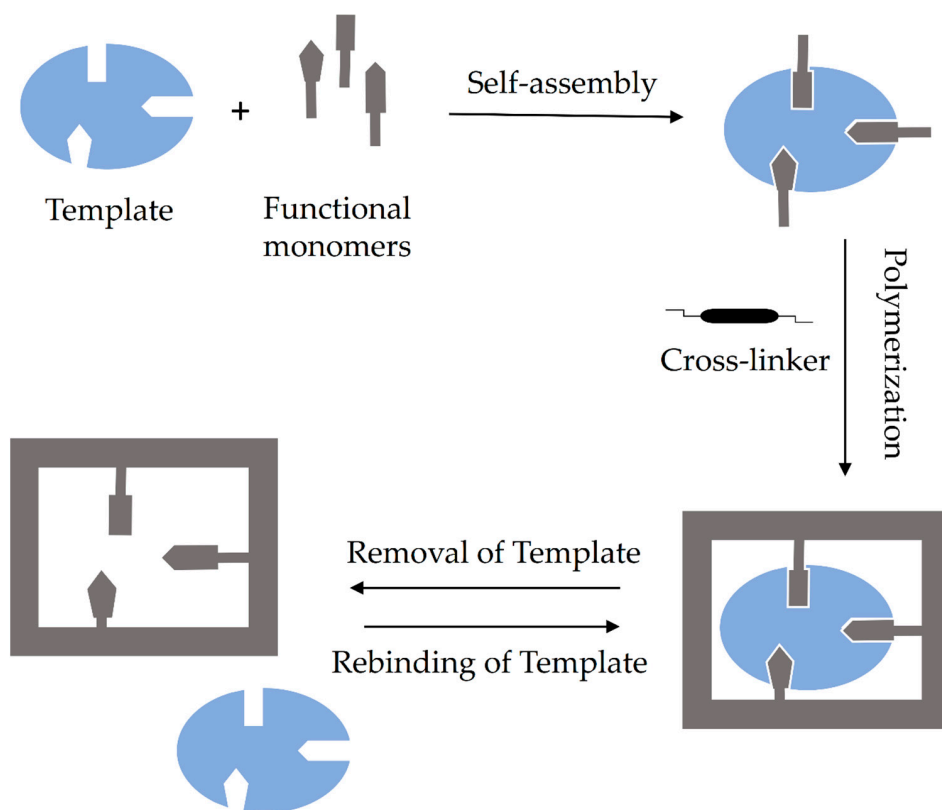 +
Self-assembly
Template
Functional
monomers
Polymerization
Cross-linker
Removal of Template
Rebinding of Template